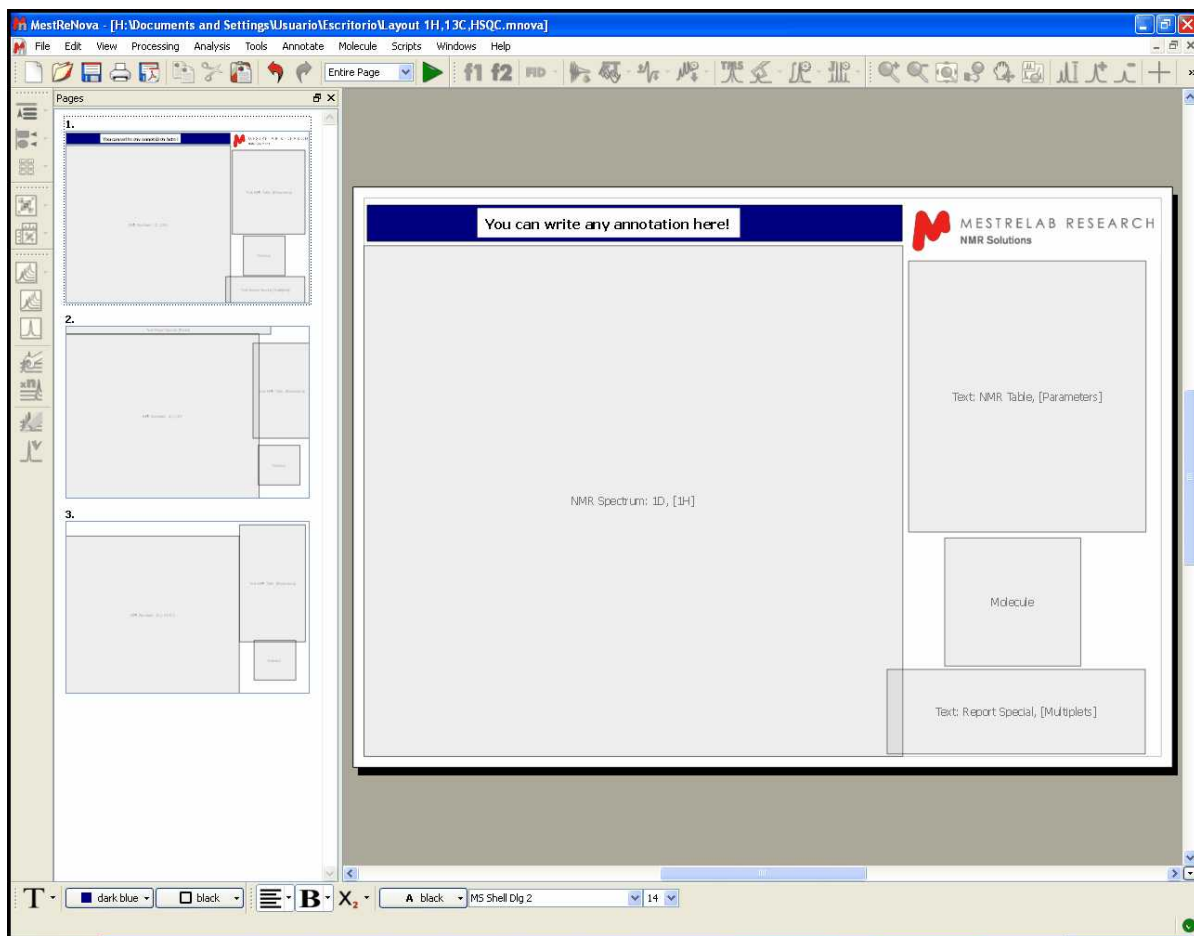 MestReNova - [H:\Documents and Settings\Usuario\Escritorio\Layout 1H,13C,HSQC.mnova]
File Edit View Processing Analysis Tools Annotate Molecule Scripts Windows Help
Entire Page f1 f2 FID
Pages
1.
You can write any annotation here!
MESTRELAB RESEARCH
NMR Solutions
Text: NMR Table, [Parameters]
NMR Spectrum: 1D, [1H]
Molecule
Text: Report Special, [Multiplets]
2.
3.
T dark blue black B X2 A black MS Shell Dlg 2 14